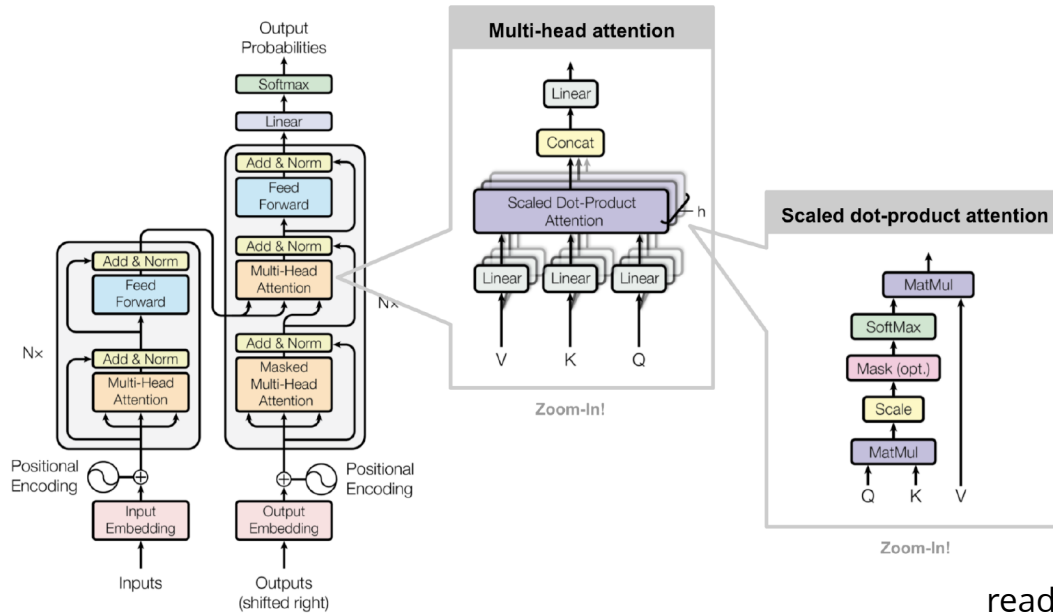 Output
Probabilities
Softmax
Linear
Add & Norm
Feed
Forward
Add & Norm
Multi-Head
Attention
Nx
Add & Norm
Masked
Multi-Head
Attention
Positional
Encoding
Output
Embedding
Outputs
(shifted right)
Add & Norm
Feed
Forward
Nx
Add & Norm
Multi-Head
Attention
Positional
Encoding
Input
Embedding
Inputs
Multi-head attention
Linear
Concat
Scaled Dot-Product
Attention
h
Linear Linear Linear
V K Q
Zoom-In!
Scaled dot-product attention
MatMul
SoftMax
Mask (opt.)
Scale
MatMul
Q K V
Zoom-In!
read